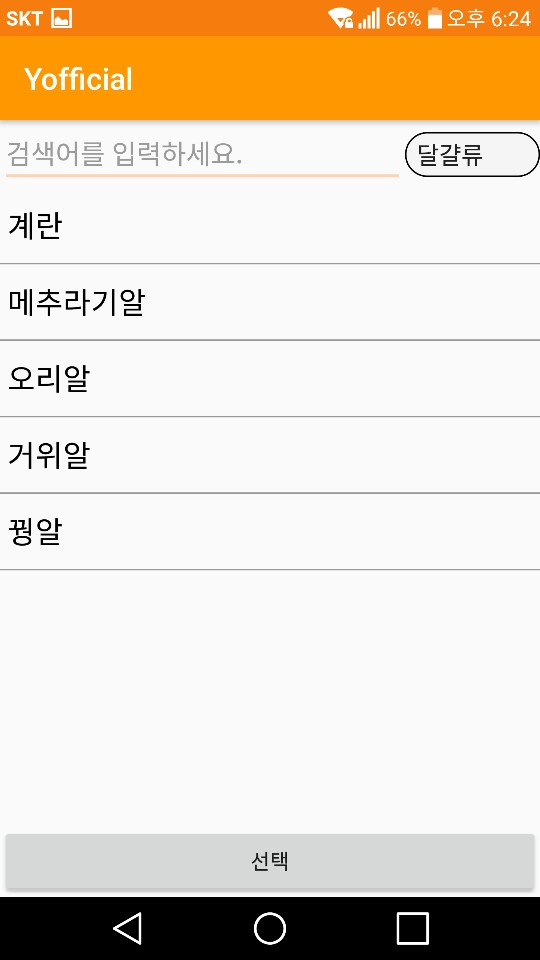 SKT 66% 오후 6:24
Yofficial
검색어를 입력하세요. 달걀류
계란
메추라기알
오리알
거위알
꿩알
선택